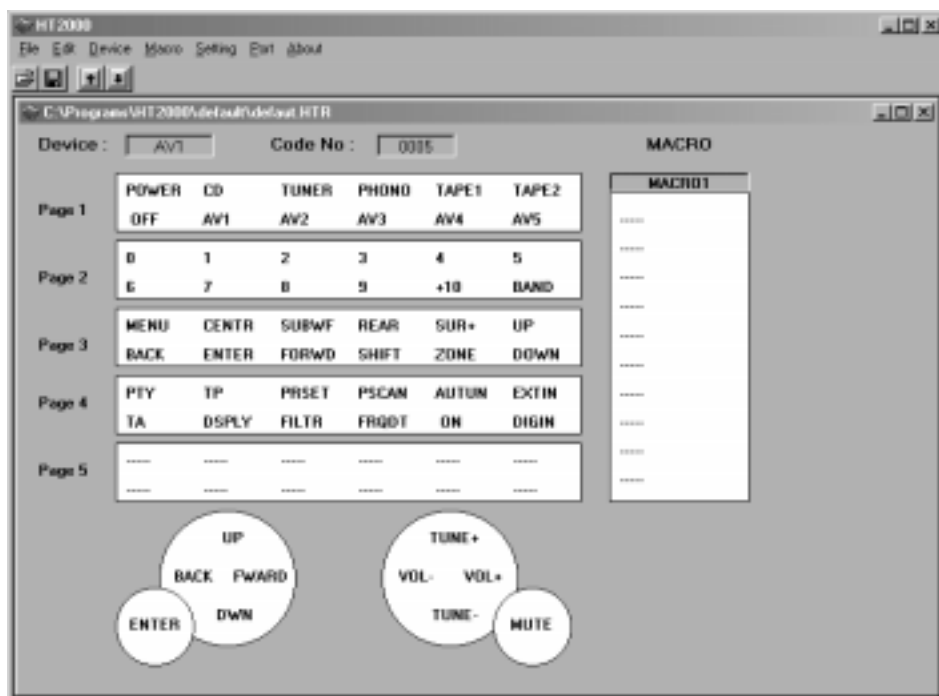 HT2000
File Edit Device Macro Setting Port About
C:\Programs\HT2000\default\defaut.HTR
Device : AV1 Code No : 0005 MACRO
MACRO1
Page 1
POWER CD TUNER PHONO TAPE1 TAPE2
OFF AV1 AV2 AV3 AV4 AV5
Page 2
0 1 2 3 4 5
6 7 8 9 +10 BAND
Page 3
MENU CENTR SUBWF REAR SUR+ UP
BACK ENTER FORWD SHIFT ZONE DOWN
Page 4
PTY TP PRSET PSCAN AUTUN EXTIN
TA DSPLY FILTR FRQDT ON DIGIN
Page 5
----- ----- ----- ----- ----- -----
----- ----- ----- ----- ----- -----
-----
-----
-----
-----
-----
-----
-----
-----
-----
-----
UP
BACK FWARD
DWN
ENTER
TUNE+
VOL- VOL+
TUNE-
MUTE